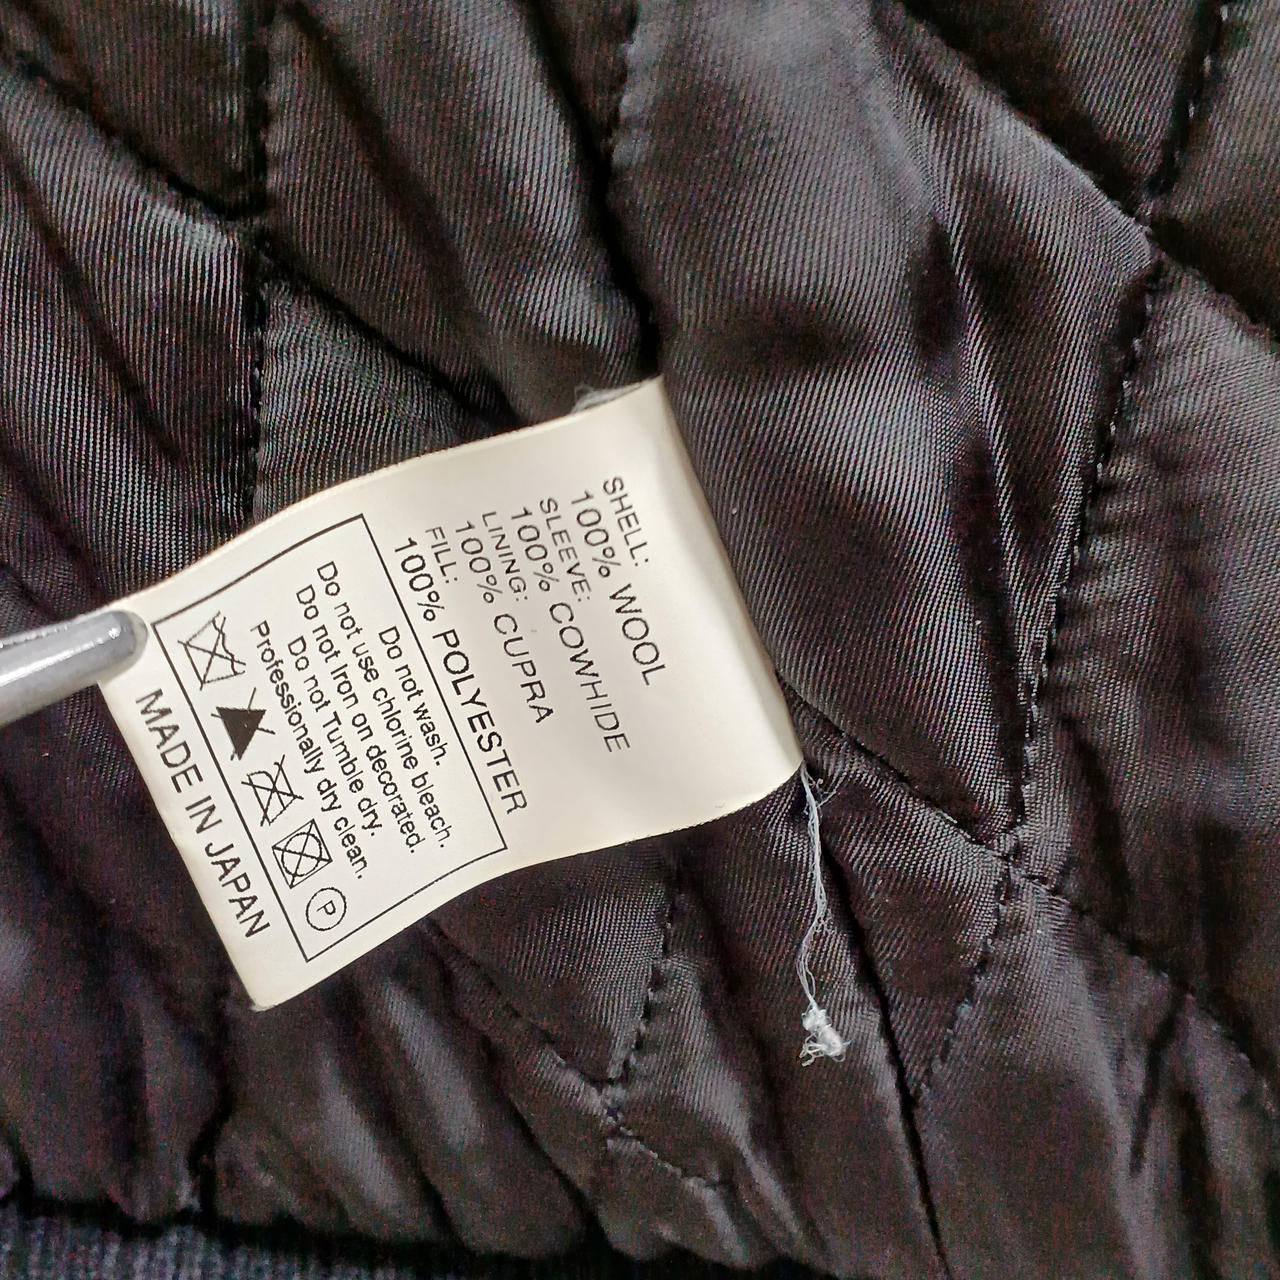 SHELL:
100% WOOL
SLEEVE:
100% COWHIDE
LINING:
100% CUPRA
FILL:
100% POLYESTER
Do not wash.
Do not use chlorine bleach.
Do not Iron on decorated.
Do not Tumble dry.
Professionally dry clean.
P
MADE IN JAPAN